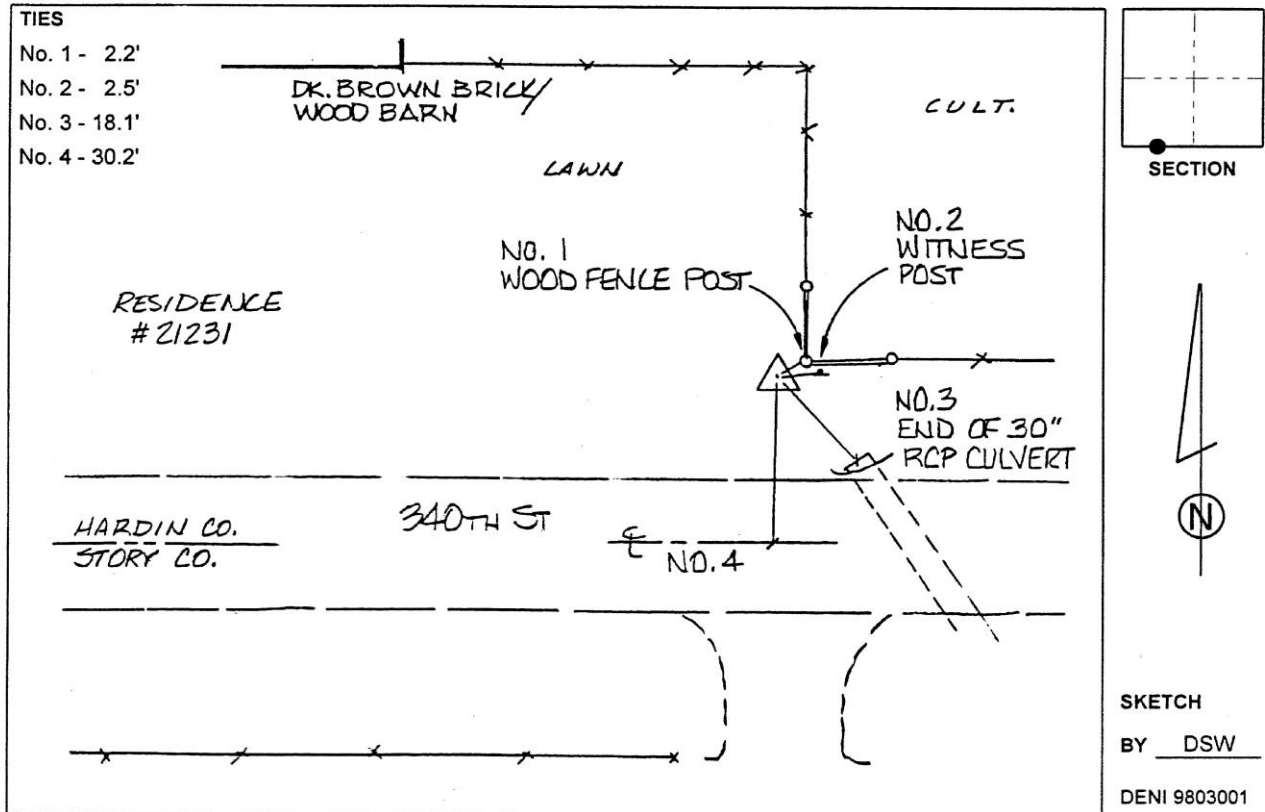 TIES
No. 1 - 2.2'
No. 2 - 2.5'
No. 3 - 18.1'
No. 4 - 30.2'
DK. BROWN BRICK/
WOOD BARN
CULT.
LAWN
SECTION
NO. 1
WOOD FENCE POST
NO. 2
WITNESS
POST
RESIDENCE
# 21231
NO. 3
END OF 30"
RCP CULVERT
HARDIN CO.
STORY CO.
340TH ST
℄
NO. 4
N
SKETCH
BY DSW
DENI 9803001